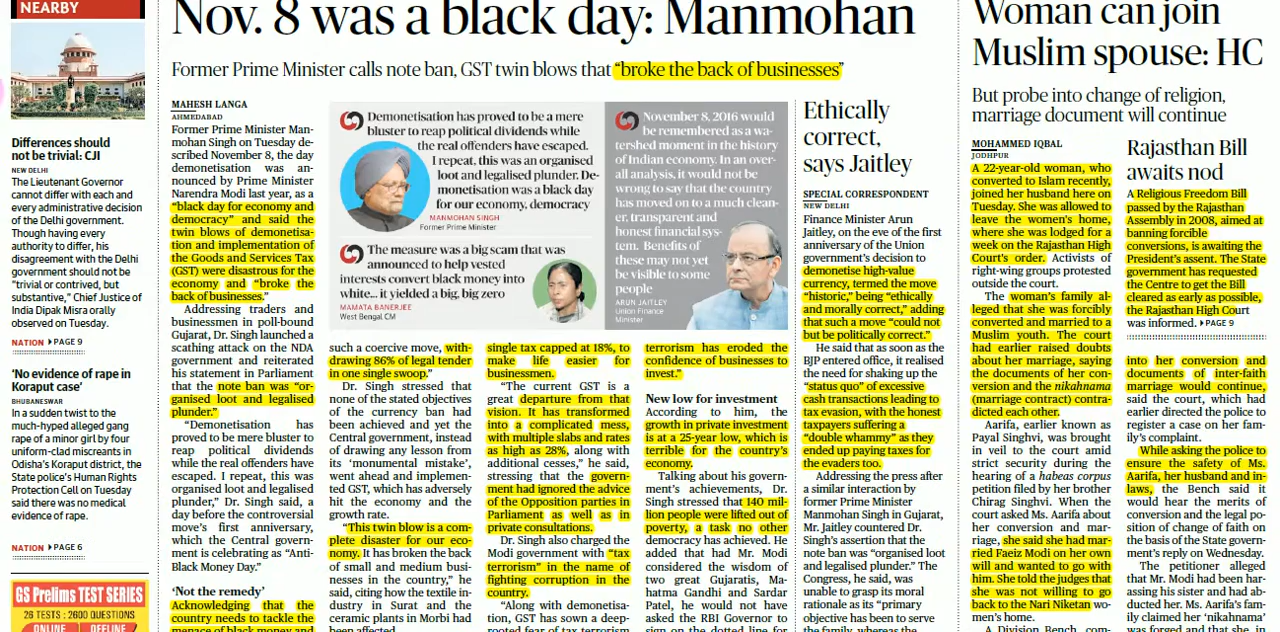 NEARBY
Differences should
not be trivial: CJI
NEW DELHI
The Lieutenant Governor
cannot differ with each and
every administrative decision
of the Delhi government.
Though having every
authority to differ, his
disagreement with the Delhi
government should not be
"trivial or contrived, but
substantive," Chief Justice of
India Dipak Misra orally
observed on Tuesday.
NATION ▶PAGE 9
'No evidence of rape in
Koraput case'
BHUBANESWAR
In a sudden twist to the
much-hyped alleged gang
rape of a minor girl by four
uniform-clad miscreants in
Odisha's Koraput district, the
State police's Human Rights
Protection Cell on Tuesday
said there was no medical
evidence of rape.
NATION ▶PAGE 6
GS Prelims TEST SERIES
26 TESTS : 2600 QUESTIONS
ONLINE OFFLINE
Nov. 8 was a black day: Manmohan
Former Prime Minister calls note ban, GST twin blows that "broke the back of businesses"
MAHESH LANGA
AHMEDABAD
Former Prime Minister Man-
mohan Singh on Tuesday de-
scribed November 8, the day
demonetisation was an-
nounced by Prime Minister
Narendra Modi last year, as a
"black day for economy and
democracy" and said the
twin blows of demonetisa-
tion and implementation of
the Goods and Services Tax
(GST) were disastrous for the
economy and "broke the
back of businesses."
Addressing traders and
businessmen in poll-bound
Gujarat, Dr. Singh launched a
scathing attack on the NDA
government and reiterated
his statement in Parliament
that the note ban was "or-
ganised loot and legalised
plunder."
"Demonetisation has
proved to be mere bluster to
reap political dividends
while the real offenders have
escaped. I repeat, this was
organised loot and legalised
plunder," Dr. Singh said, a
day before the controversial
move's first anniversary,
which the Central govern-
ment is celebrating as "Anti-
Black Money Day."
'Not the remedy'
Acknowledging that the
country needs to tackle the
menace of black money and
Demonetisation has proved to be a mere
bluster to reap political dividends while
the real offenders have escaped.
I repeat, this was an organised
loot and legalised plunder. De-
monetisation was a black day
for our economy, democracy
MANMOHAN SINGH
Former Prime Minister
The measure was a big scam that was
announced to help vested
interests convert black money into
white... it yielded a big, big zero
MAMATA BANERJEE
West Bengal CM
November 8, 2016 would
be remembered as a wa-
tershed moment in the history
of Indian economy. In an over-
all analysis, it would not be
wrong to say that the country
has moved on to a much clean-
er, transparent and
honest financial sys-
tem. Benefits of
these may not yet
be visible to some
people
ARUN JAITLEY
Union Finance
Minister
such a coercive move, with-
drawing 86% of legal tender
in one single swoop."
Dr. Singh stressed that
none of the stated objectives
of the currency ban had
been achieved and yet the
Central government, instead
of drawing any lesson from
its 'monumental mistake',
went ahead and implement-
ed GST, which has adversely
hit the economy and the
growth rate.
"This twin blow is a com-
plete disaster for our eco-
nomy. It has broken the back
of small and medium busi-
nesses in the country," he
said, citing how the textile in-
dustry in Surat and the
ceramic plants in Morbi had
been affected.
single tax capped at 18%, to
make life easier for
businessmen.
"The current GST is a
great departure from that
vision. It has transformed
into a complicated mess,
with multiple slabs and rates
as high as 28%, along with
additional cesses," he said,
stressing that the govern-
ment had ignored the advice
of the Opposition parties in
Parliament as well as in
private consultations.
Dr. Singh also charged the
Modi government with "tax
terrorism" in the name of
fighting corruption in the
country.
"Along with demonetisa-
tion, GST has sown a deep-
rooted fear of tax terrorism
terrorism has eroded the
confidence of businesses to
invest."
New low for investment
According to him, the
growth in private investment
is at a 25-year low, which is
terrible for the country's
economy.
Talking about his govern-
ment's achievements, Dr.
Singh stressed that 140 mil-
lion people were lifted out of
poverty, a task no other
democracy has achieved. He
added that had Mr. Modi
considered the wisdom of
two great Gujaratis, Ma-
hatma Gandhi and Sardar
Patel, he would not have
asked the RBI Governor to
sign on the dotted line for
Ethically
correct,
says Jaitley
SPECIAL CORRESPONDENT
NEW DELHI
Finance Minister Arun
Jaitley, on the eve of the first
anniversary of the Union
government's decision to
demonetise high-value
currency, termed the move
"historic," being "ethically
and morally correct," adding
that such a move "could not
but be politically correct."
He said that as soon as the
BJP entered office, it realised
the need for shaking up the
"status quo" of excessive
cash transactions leading to
tax evasion, with the honest
taxpayers suffering a
"double whammy" as they
ended up paying taxes for
the evaders too.
Addressing the press after
a similar interaction by
former Prime Minister
Manmohan Singh in Gujarat,
Mr. Jaitley countered Dr.
Singh's assertion that the
note ban was "organised loot
and legalised plunder." The
Congress, he said, was
unable to grasp its moral
rationale as its "primary
objective has been to serve
the family, whereas the
Woman can join
Muslim spouse: HC
But probe into change of religion,
marriage document will continue
MOHAMMED IQBAL
JODHPUR
A 22-year-old woman, who
converted to Islam recently,
joined her husband here on
Tuesday. She was allowed to
leave the women's home,
where she was lodged for a
week on the Rajasthan High
Court's order. Activists of
right-wing groups protested
outside the court.
The woman's family al-
leged that she was forcibly
converted and married to a
Muslim youth. The court
had earlier raised doubts
about her marriage, saying
the documents of her con-
version and the nikahnama
(marriage contract) contra-
dicted each other.
Aarifa, earlier known as
Payal Singhvi, was brought
in veil to the court amid
strict security during the
hearing of a habeas corpus
petition filed by her brother
Chirag Singhvi. When the
court asked Ms. Aarifa about
her conversion and mar-
riage, she said she had mar-
ried Faeiz Modi on her own
will and wanted to go with
him. She told the judges that
she was not willing to go
back to the Nari Niketan wo-
men's home.
A Division Bench, com-
Rajasthan Bill
awaits nod
A Religious Freedom Bill
passed by the Rajasthan
Assembly in 2008, aimed at
banning forcible
conversions, is awaiting the
President's assent. The State
government has requested
the Centre to get the Bill
cleared as early as possible,
the Rajasthan High Court
was informed. ▶PAGE 9
into her conversion and
documents of inter-faith
marriage would continue,
said the court, which had
earlier directed the police to
register a case on her fam-
ily's complaint.
While asking the police to
ensure the safety of Ms.
Aarifa, her husband and in-
laws, the Bench said it
would hear the merits of
conversion and the legal po-
sition of change of faith on
the basis of the State govern-
ment's reply on Wednesday.
The petitioner alleged
that Mr. Modi had been har-
assing his sister and had ab-
ducted her. Ms. Aarifa's fam-
ily claimed her 'nikahnama'
was forged and that she, in